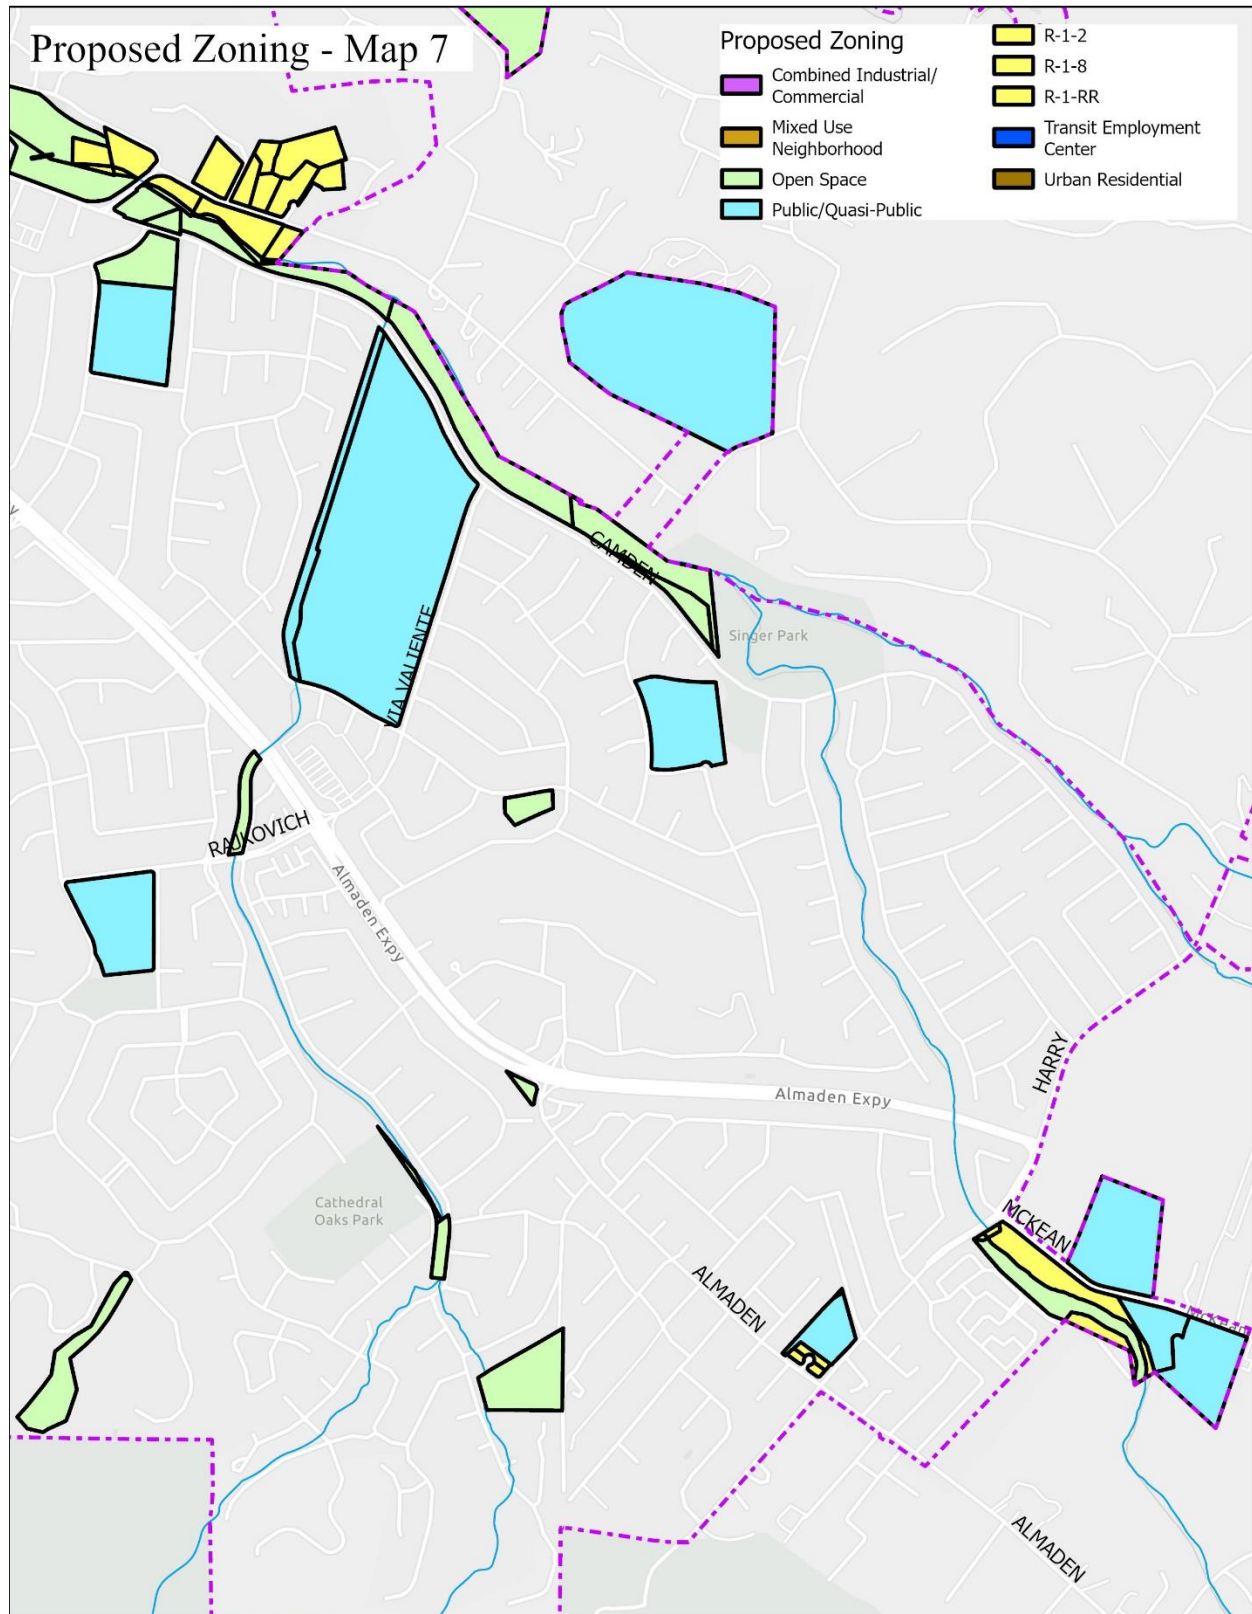 Proposed Zoning - Map 7
Proposed Zoning
Combined Industrial/
Commercial
Mixed Use
Neighborhood
Open Space
Public/Quasi-Public
R-1-2
R-1-8
R-1-RR
Transit Employment
Center
Urban Residential
y
CAMDEN
Singer Park
VIA VALIENTE
RAJKOVICH
Almaden Expy
HARRY
Almaden Expy
Cathedral
Oaks Park
MCKEAN
ALMADEN
McKean
ALMADEN